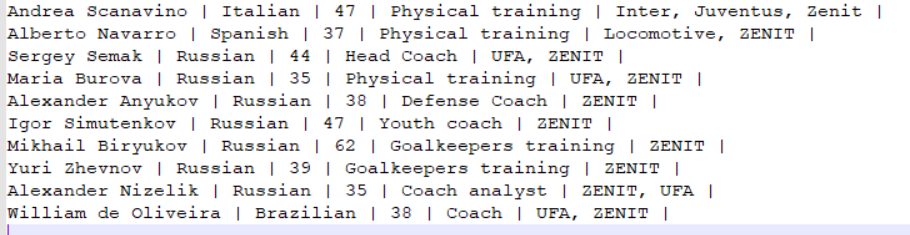 Andrea Scanavino | Italian | 47 | Physical training | Inter, Juventus, Zenit |
Alberto Navarro | Spanish | 37 | Physical training | Locomotive, ZENIT |
Sergey Semak | Russian | 44 | Head Coach | UFA, ZENIT |
Maria Burova | Russian | 35 | Physical training | UFA, ZENIT |
Alexander Anyukov | Russian | 38 | Defense Coach | ZENIT |
Igor Simutenkov | Russian | 47 | Youth coach | ZENIT |
Mikhail Biryukov | Russian | 62 | Goalkeepers training | ZENIT |
Yuri Zhevnov | Russian | 39 | Goalkeepers training | ZENIT |
Alexander Nizelik | Russian | 35 | Coach analyst | ZENIT, UFA |
William de Oliveira | Brazilian | 38 | Coach | UFA, ZENIT |